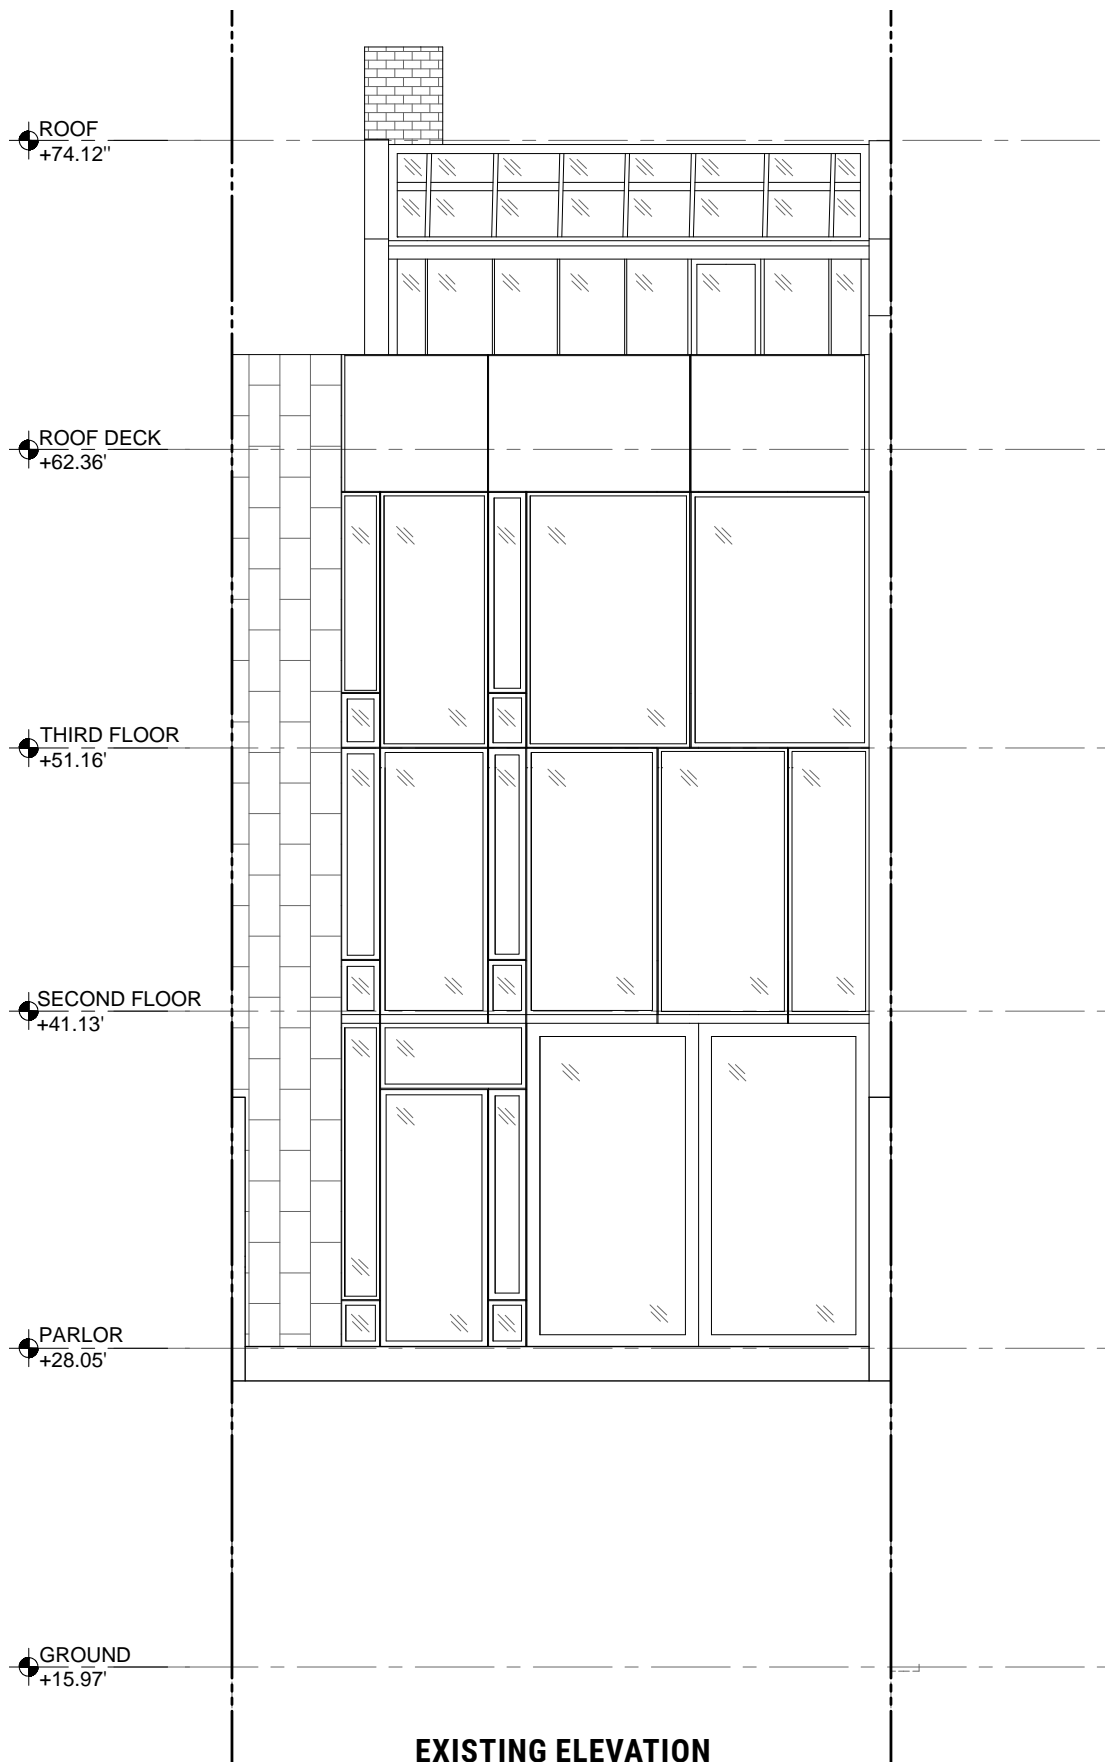 ROOF
+74.12"
ROOF DECK
+62.36'
THIRD FLOOR
+51.16'
SECOND FLOOR
+41.13'
PARLOR
+28.05'
GROUND
+15.97'
EXISTING ELEVATION